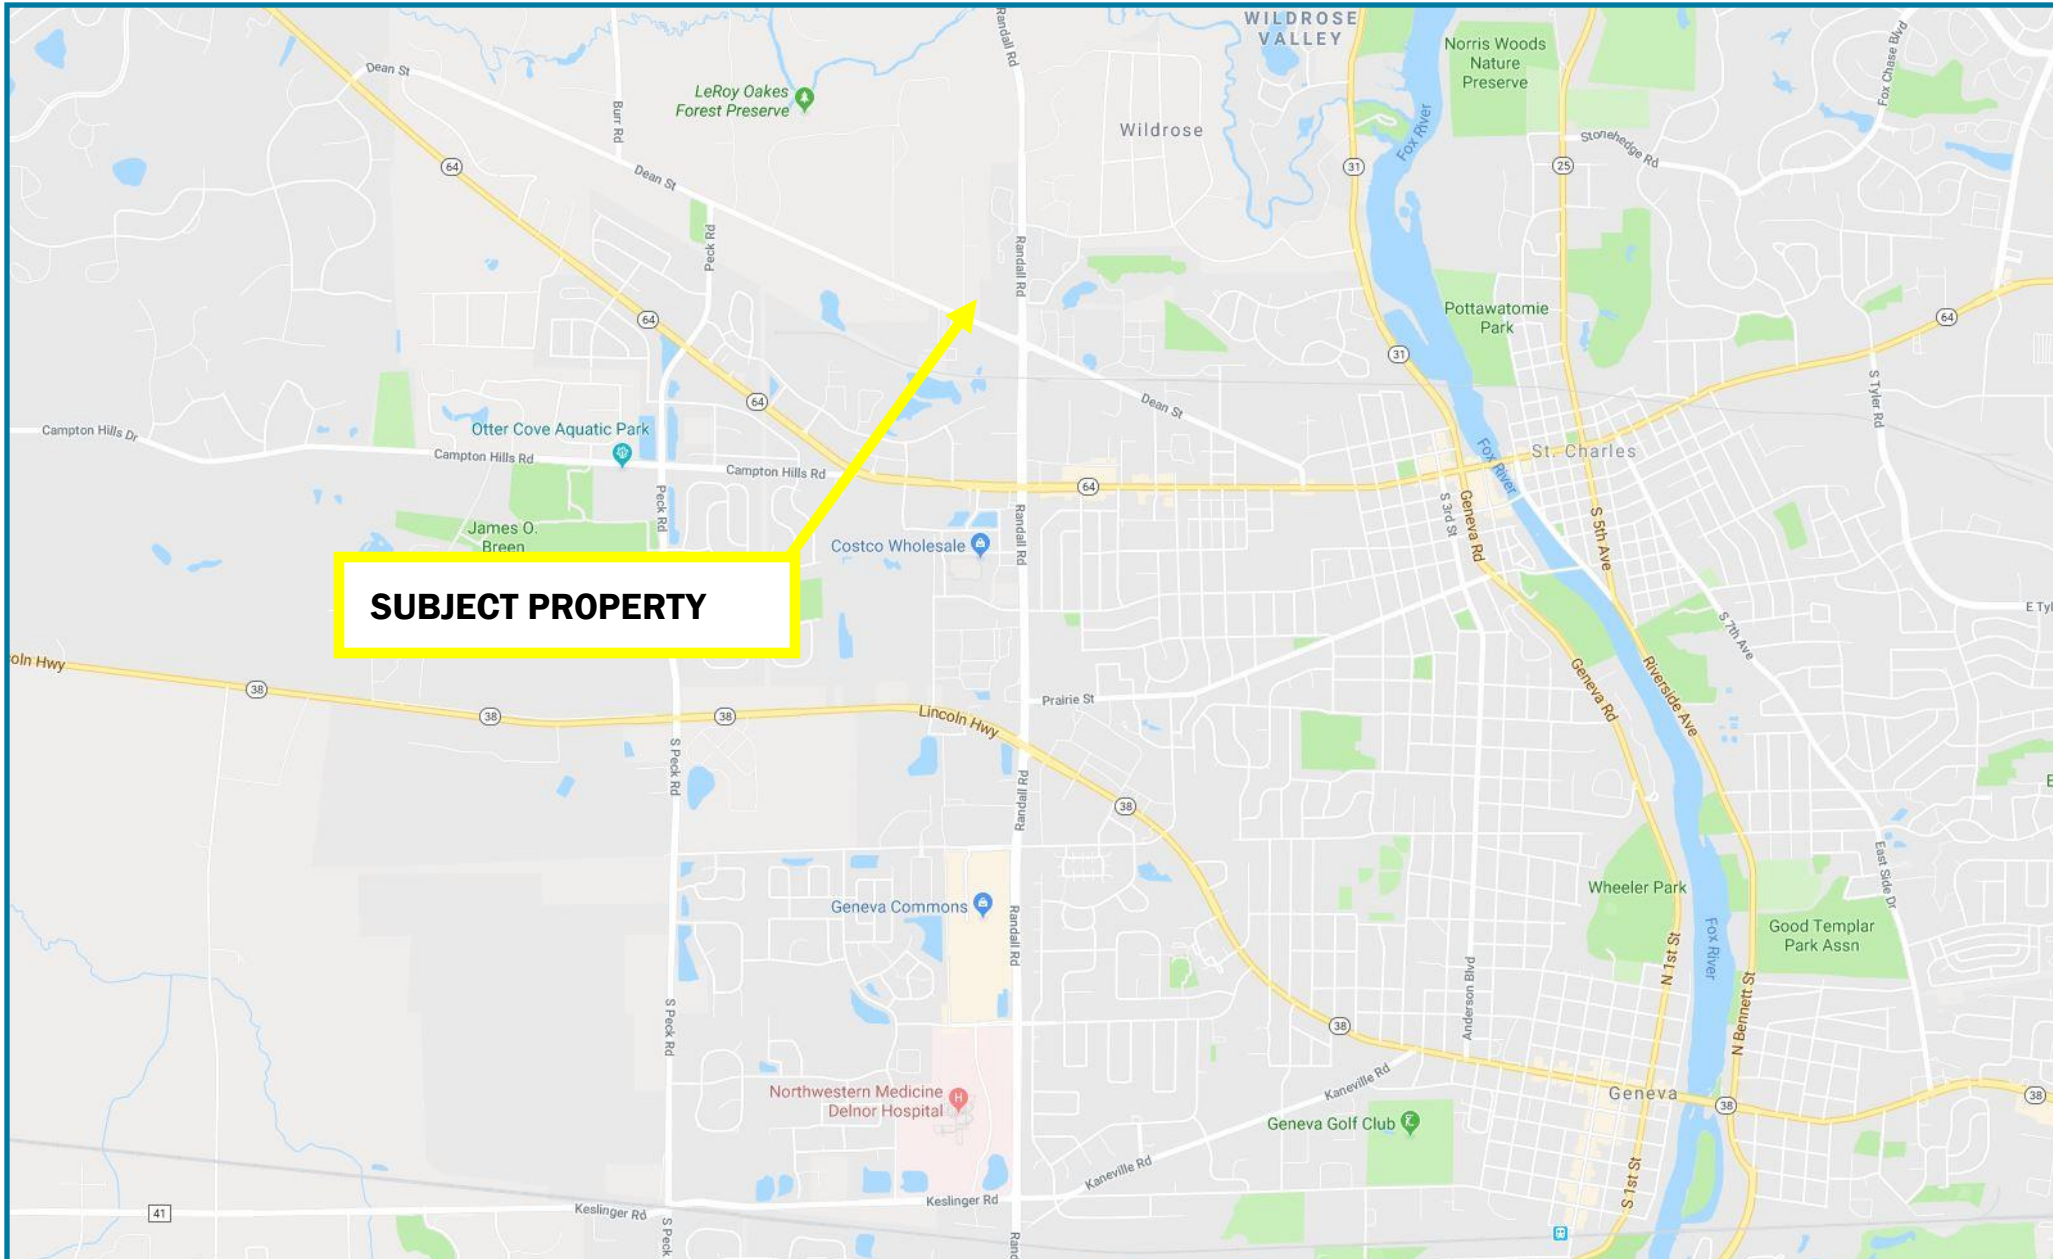 WILDROSE
VALLEY
Randall Rd
Norris Woods
Nature
Preserve
Fox Chase Blvd
Dean St
LeRoy Oakes
Forest Preserve
Burr Rd
Wildrose
Fox River
Stonehedge Rd
64
31
25
Dean St
Peck Rd
Randall Rd
Pottawatomie
Park
64
64
31
S Tyler Rd
64
Dean St
Campton Hills Dr
Otter Cove Aquatic Park
Campton Hills Rd
Campton Hills Rd
Fox River
St. Charles
64
S 3rd St
Geneva Rd
S 5th Ave
Peck Rd
James O.
Breen
Randall Rd
Costco Wholesale
SUBJECT PROPERTY
E Tyl
S 7th Ave
oln Hwy
38
38
38
Lincoln Hwy
Prairie St
Geneva Rd
Riverside Ave
S Peck Rd
Randall Rd
38
E
East Side Dr
Geneva Commons
Randall Rd
Wheeler Park
Fox River
Good Templar
Park Assn
N 1st St
Anderson Blvd
N Bennett St
S Peck Rd
38
Northwestern Medicine
Delnor Hospital
H
Kaneville Rd
Geneva
38
38
Geneva Golf Club
Kaneville Rd
S 1st St
41
Keslinger Rd
Keslinger Rd
S Peck
Rand